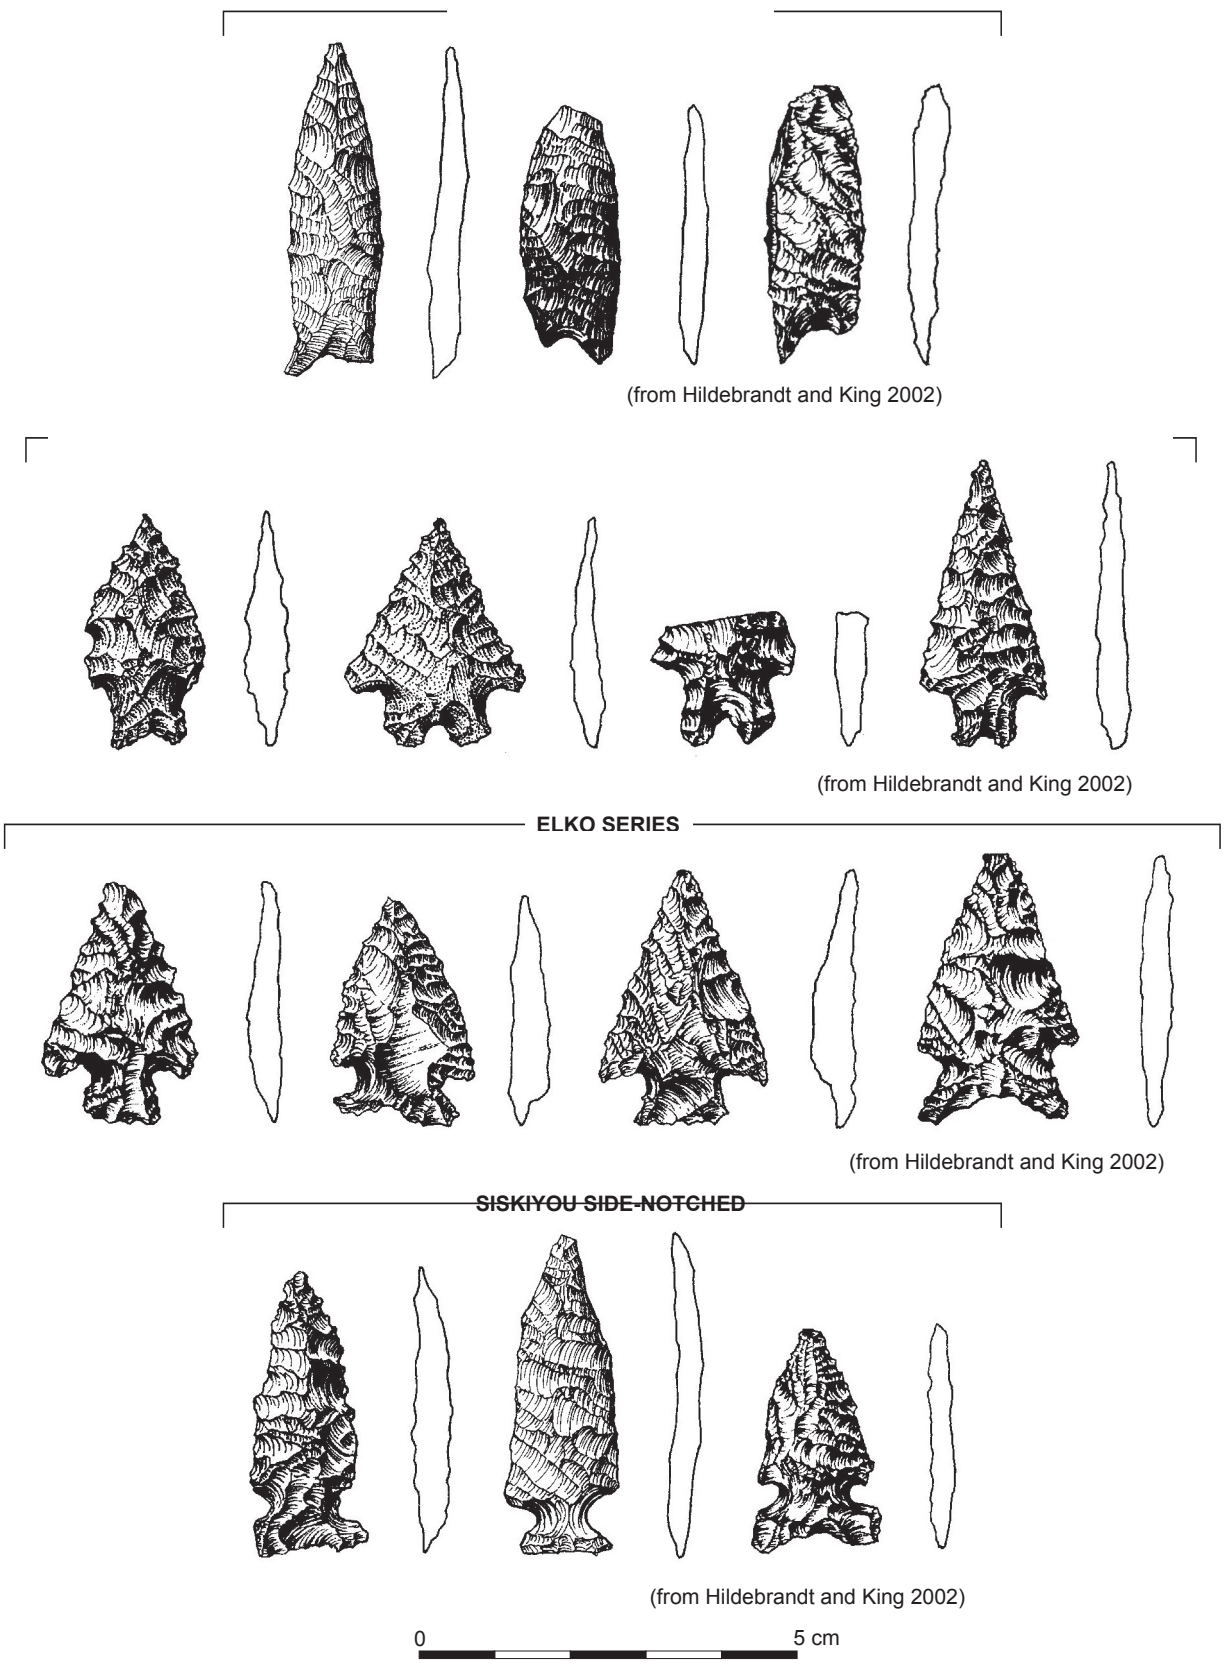 (from Hildebrandt and King 2002)
(from Hildebrandt and King 2002)
ELKO SERIES
(from Hildebrandt and King 2002)
SISKIYOU SIDE-NOTCHED
(from Hildebrandt and King 2002)
0 5 cm